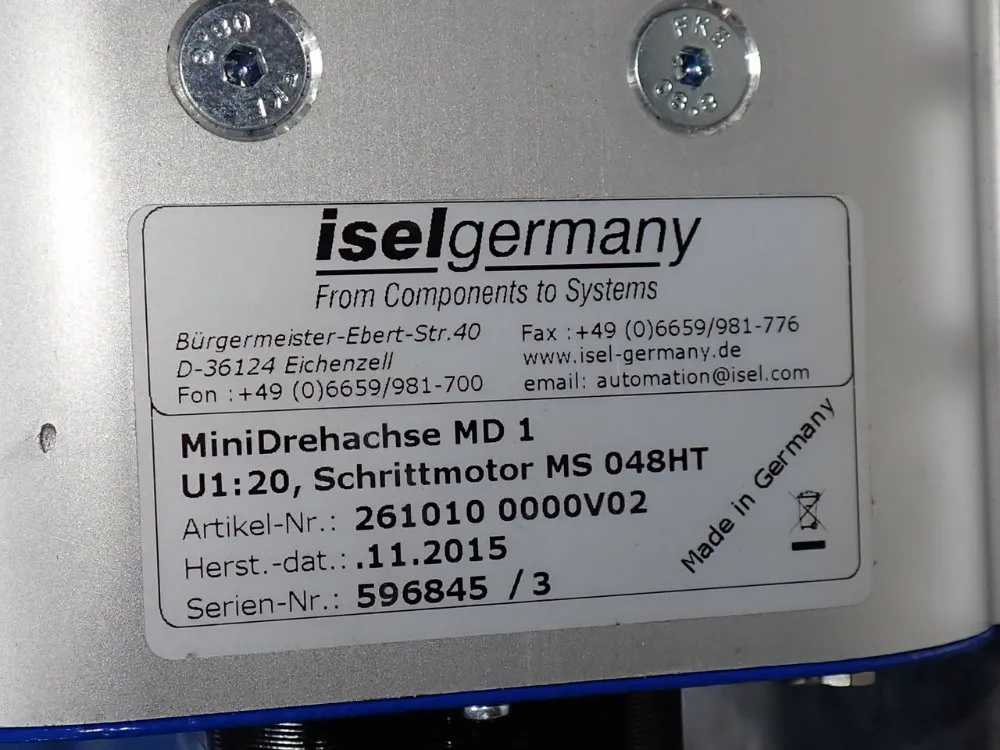 iselgermany
From Components to Systems
Bürgermeister-Ebert-Str.40
D-36124 Eichenzell
Fon :+49 (0)6659/981-700
Fax :+49 (0)6659/981-776
www.isel-germany.de
email: automation@isel.com
MiniDrehachse MD 1
U1:20, Schrittmotor MS 048HT
Artikel-Nr.: 261010 0000V02
Herst.-dat.: .11.2015
Serien-Nr.: 596845 /3
Made in Germany
08.8